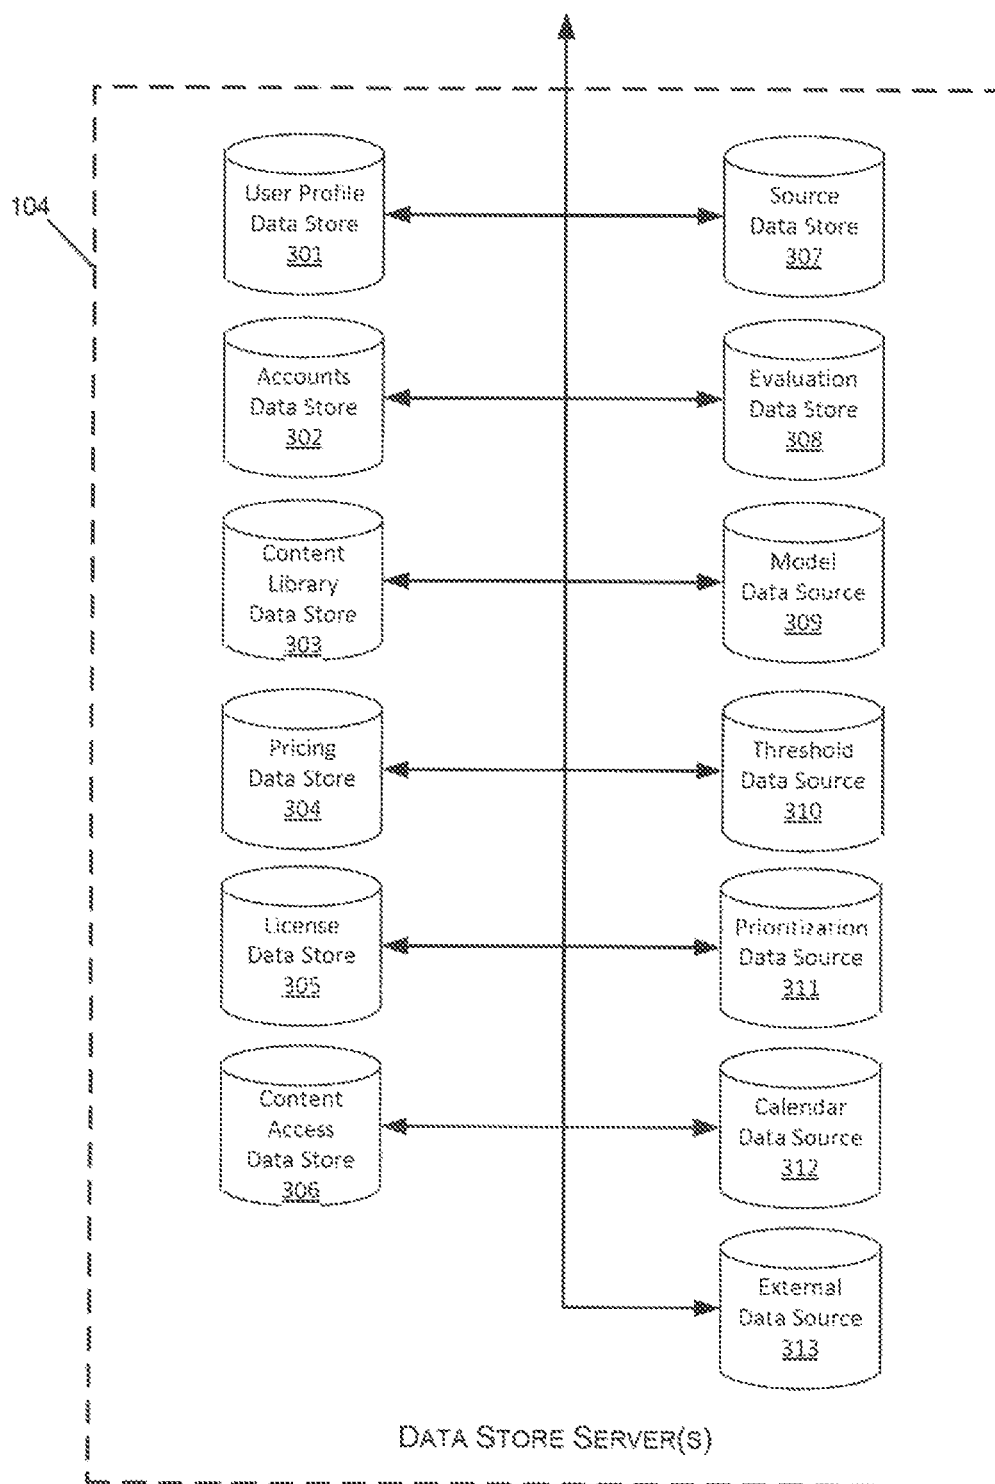 104
User Profile
Data Store
301
Source
Data Store
307
Accounts
Data Store
302
Evaluation
Data Store
308
Content
Library
Data Store
303
Model
Data Source
309
Pricing
Data Store
304
Threshold
Data Source
310
License
Data Store
305
Prioritization
Data Source
311
Content
Access
Data Store
306
Calendar
Data Source
312
External
Data Source
313
DATA STORE SERVER(S)